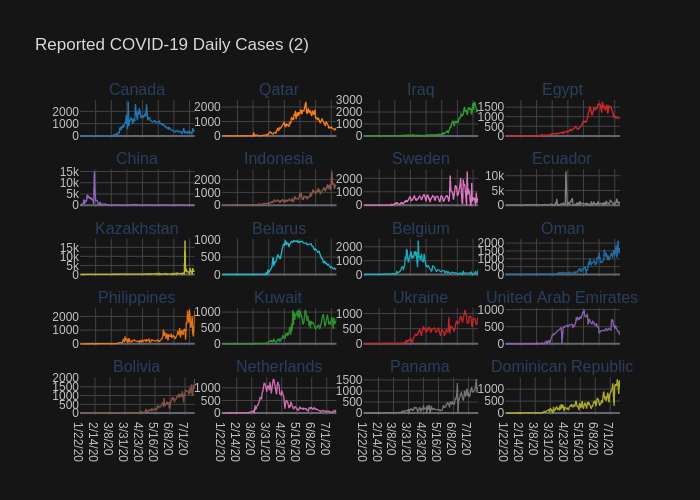 Reported COVID-19 Daily Cases (2)
Canada Qatar Iraq Egypt
2000 1000 0
2000 1000 0
3000 2000 1000 0
1500 1000 500 0
China Indonesia Sweden Ecuador
15k 10k 5k 0
2000 1000 0
2000 1000 0
10k 5k 0
Kazakhstan Belarus Belgium Oman
15k 10k 5k 0
1000 500 0
2000 1000 0
2000 1500 1000 500 0
Philippines Kuwait Ukraine United Arab Emirates
2000 1000 0
1000 500 0
1000 500 0
1000 500 0
Bolivia Netherlands Panama Dominican Republic
2000 1500 1000 500 0
1000 500 0
1500 1000 500 0
1000 500 0
1/22/20 2/14/20 3/8/20 3/31/20 4/23/20 5/16/20 6/8/20 7/1/20
1/22/20 2/14/20 3/8/20 3/31/20 4/23/20 5/16/20 6/8/20 7/1/20
1/22/20 2/14/20 3/8/20 3/31/20 4/23/20 5/16/20 6/8/20 7/1/20
1/22/20 2/14/20 3/8/20 3/31/20 4/23/20 5/16/20 6/8/20 7/1/20